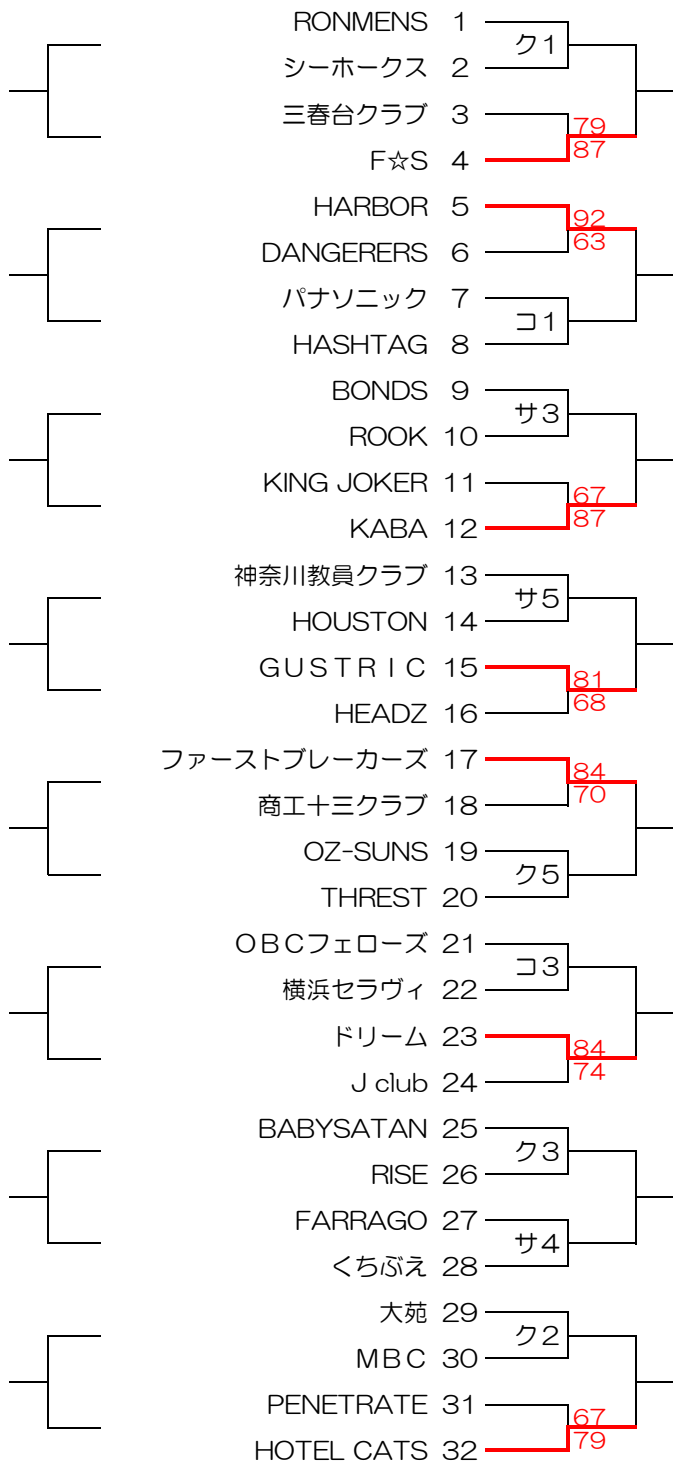 RONMENS 1
ク1
シーホークス 2
三春台クラブ 3
79
87
F☆S 4
HARBOR 5
92
63
DANGERERS 6
パナソニック 7
コ1
HASHTAG 8
BONDS 9
サ3
ROOK 10
KING JOKER 11
67
87
KABA 12
神奈川教員クラブ 13
サ5
HOUSTON 14
ＧＵＳＴＲＩＣ 15
81
68
HEADZ 16
ファーストブレーカーズ 17
84
70
商工十三クラブ 18
OZ-SUNS 19
ク5
THREST 20
ＯＢＣフェローズ 21
コ3
横浜セラヴィ 22
ドリーム 23
84
74
J club 24
BABYSATAN 25
ク3
RISE 26
FARRAGO 27
サ4
くちぶえ 28
大苑 29
ク2
ＭＢＣ 30
PENETRATE 31
67
79
HOTEL CATS 32